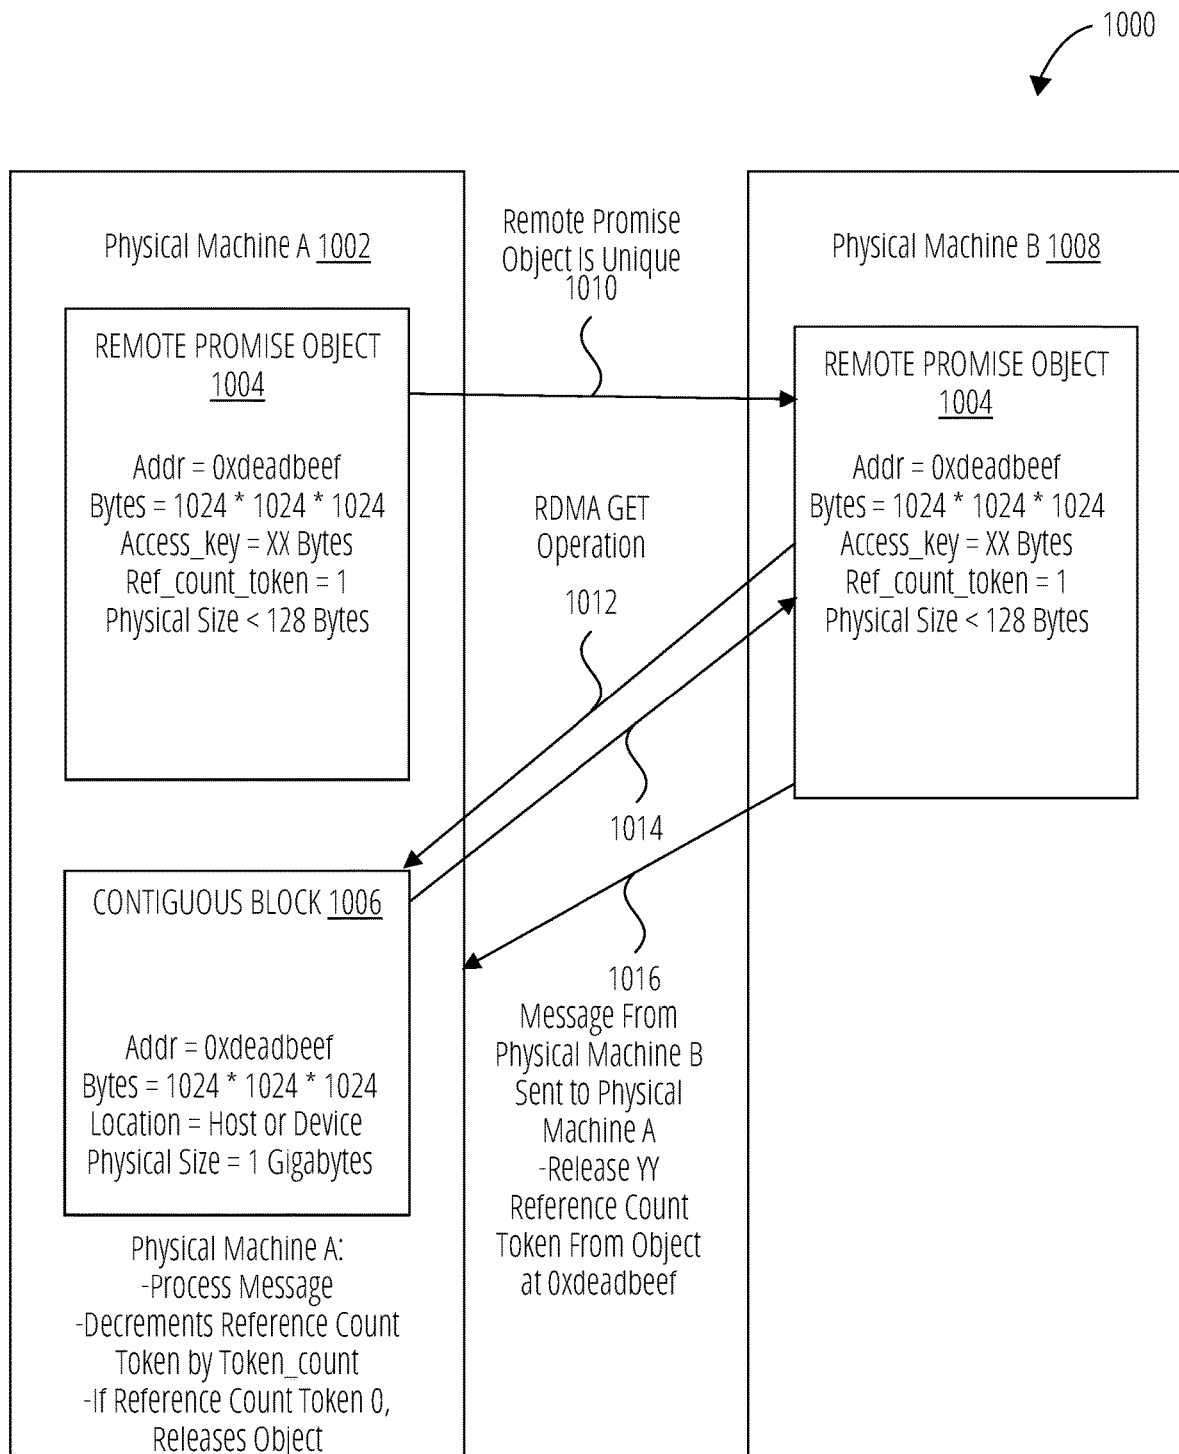 1000
Physical Machine A 1002
REMOTE PROMISE OBJECT
1004
Addr = 0xdeadbeef
Bytes = 1024 * 1024 * 1024
Access_key = XX Bytes
Ref_count_token = 1
Physical Size < 128 Bytes
CONTIGUOUS BLOCK 1006
Addr = 0xdeadbeef
Bytes = 1024 * 1024 * 1024
Location = Host or Device
Physical Size = 1 Gigabytes
Physical Machine A:
-Process Message
-Decrements Reference Count
Token by Token_count
-If Reference Count Token 0,
Releases Object
Remote Promise
Object Is Unique
1010
RDMA GET
Operation
1012
1014
1016
Message From
Physical Machine B
Sent to Physical
Machine A
-Release YY
Reference Count
Token From Object
at 0xdeadbeef
Physical Machine B 1008
REMOTE PROMISE OBJECT
1004
Addr = 0xdeadbeef
Bytes = 1024 * 1024 * 1024
Access_key = XX Bytes
Ref_count_token = 1
Physical Size < 128 Bytes